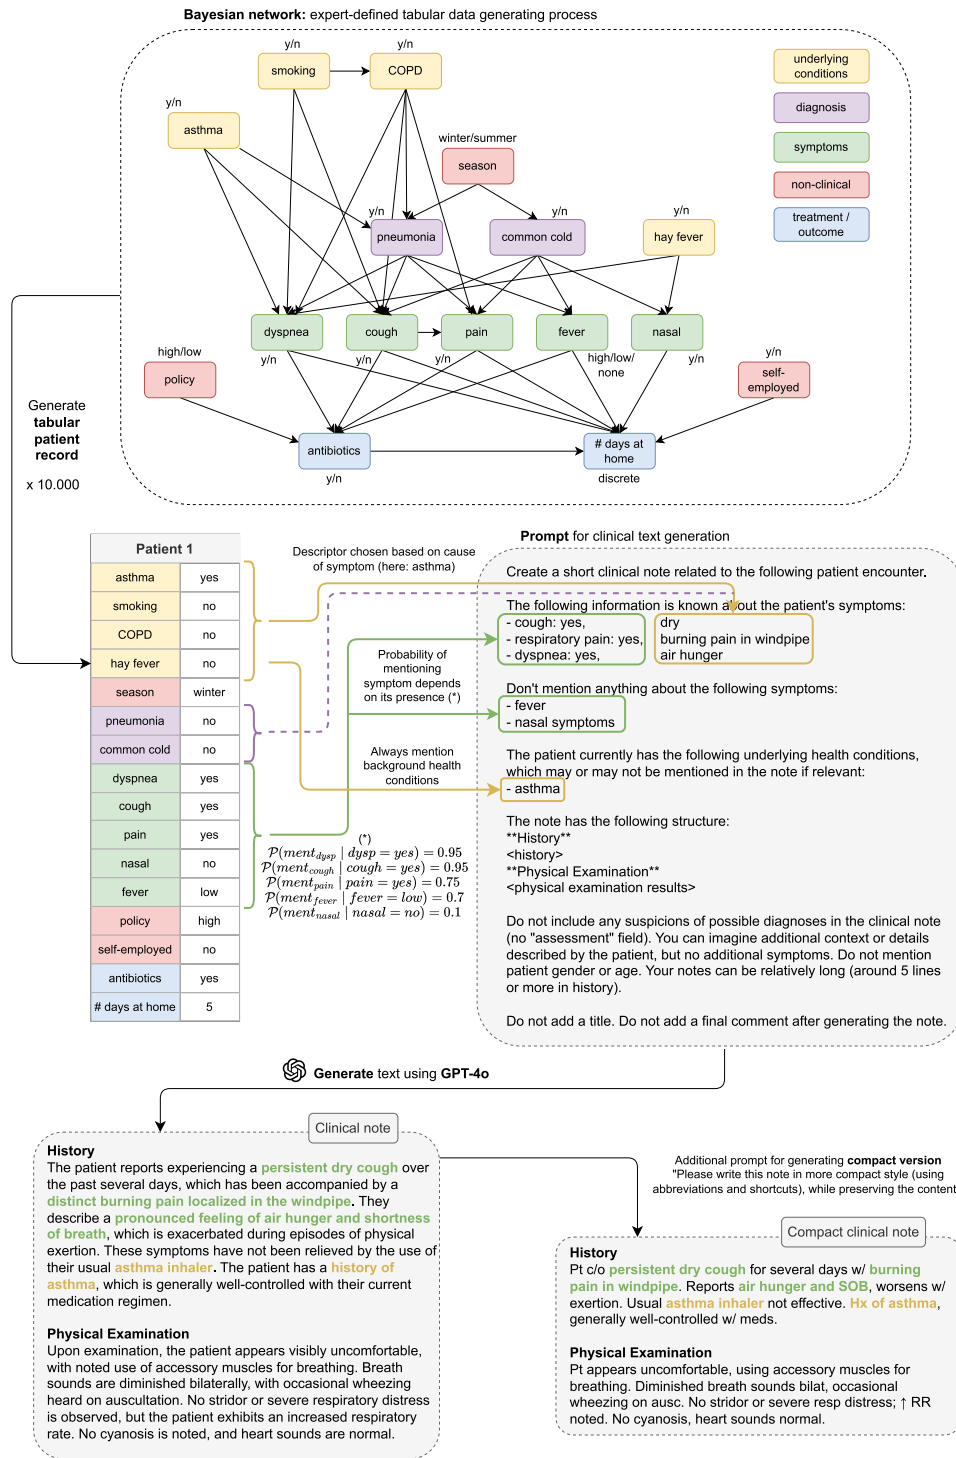 Bayesian network: expert-defined tabular data generating process
y/n
y/n
smoking
COPD
underlying
conditions
y/n
diagnosis
asthma
winter/summer
symptoms
season
non-clinical
y/n
y/n
y/n
treatment /
outcome
pneumonia
common cold
hay fever
dyspnea
cough
pain
fever
nasal
y/n
y/n
y/n
high/low/
none
y/n
high/low
y/n
policy
self-
employed
Generate
tabular
patient
record
x 10.000
antibiotics
# days at
home
y/n
discrete
Patient 1
asthma yes
smoking no
COPD no
hay fever no
season winter
pneumonia no
common cold no
dyspnea yes
cough yes
pain yes
nasal no
fever low
policy high
self-employed no
antibiotics yes
# days at home 5
Descriptor chosen based on cause
of symptom (here: asthma)
Probability of
mentioning
symptom depends
on its presence (*)
Always mention
background health
conditions
(*)
P(ment_dysp | dysp = yes) = 0.95
P(ment_cough | cough = yes) = 0.95
P(ment_pain | pain = yes) = 0.75
P(ment_fever | fever = low) = 0.7
P(ment_nasal | nasal = no) = 0.1
Prompt for clinical text generation
Create a short clinical note related to the following patient encounter.
The following information is known about the patient's symptoms:
- cough: yes, dry
- respiratory pain: yes, burning pain in windpipe
- dyspnea: yes, air hunger
Don't mention anything about the following symptoms:
- fever
- nasal symptoms
The patient currently has the following underlying health conditions,
which may or may not be mentioned in the note if relevant:
- asthma
The note has the following structure:
**History**
<history>
**Physical Examination**
<physical examination results>
Do not include any suspicions of possible diagnoses in the clinical note
(no "assessment" field). You can imagine additional context or details
described by the patient, but no additional symptoms. Do not mention
patient gender or age. Your notes can be relatively long (around 5 lines
or more in history).
Do not add a title. Do not add a final comment after generating the note.
Generate text using GPT-4o
Clinical note
History
The patient reports experiencing a persistent dry cough over
the past several days, which has been accompanied by a
distinct burning pain localized in the windpipe. They
describe a pronounced feeling of air hunger and shortness
of breath, which is exacerbated during episodes of physical
exertion. These symptoms have not been relieved by the use of
their usual asthma inhaler. The patient has a history of
asthma, which is generally well-controlled with their current
medication regimen.
Physical Examination
Upon examination, the patient appears visibly uncomfortable,
with noted use of accessory muscles for breathing. Breath
sounds are diminished bilaterally, with occasional wheezing
heard on auscultation. No stridor or severe respiratory distress
is observed, but the patient exhibits an increased respiratory
rate. No cyanosis is noted, and heart sounds are normal.
Additional prompt for generating compact version
"Please write this note in more compact style (using
abbreviations and shortcuts), while preserving the content
Compact clinical note
History
Pt c/o persistent dry cough for several days w/ burning
pain in windpipe. Reports air hunger and SOB, worsens w/
exertion. Usual asthma inhaler not effective. Hx of asthma,
generally well-controlled w/ meds.
Physical Examination
Pt appears uncomfortable, using accessory muscles for
breathing. Diminished breath sounds bilat, occasional
wheezing on ausc. No stridor or severe resp distress; ↑ RR
noted. No cyanosis, heart sounds normal.